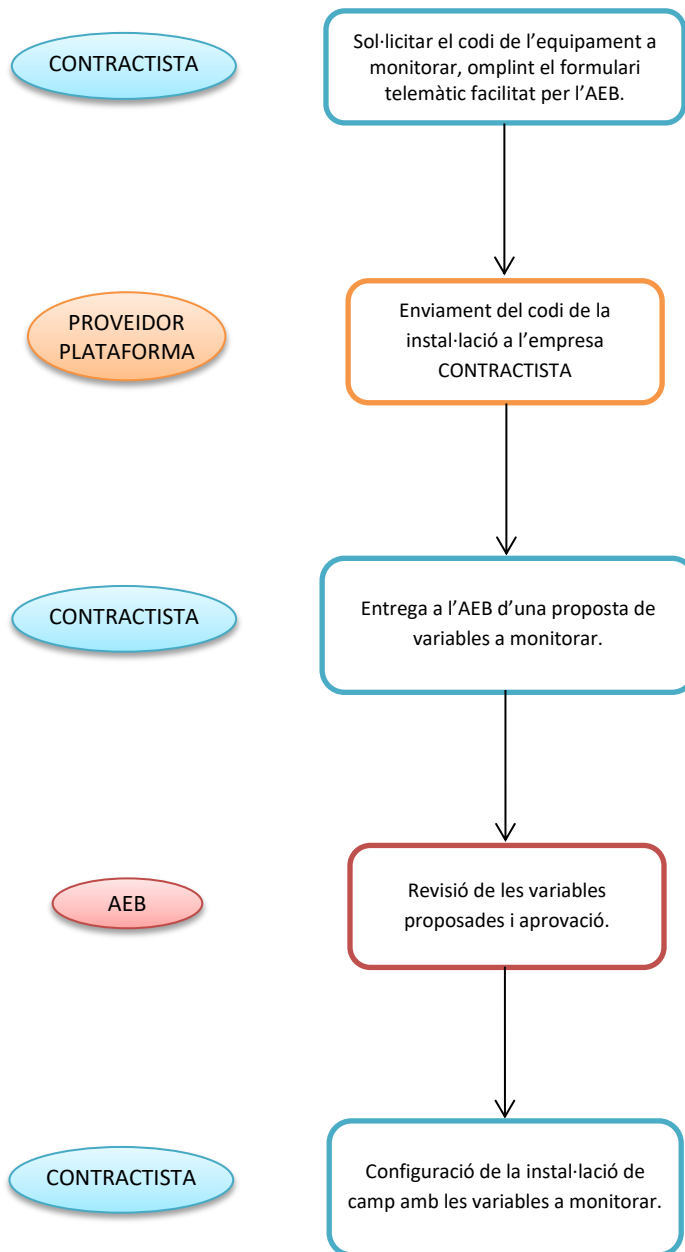 CONTRACTISTA
Sol·licitar el codi de l’equipament a
monitorar, omplint el formulari
telemàtic facilitat per l’AEB.
PROVEIDOR
PLATAFORMA
Enviament del codi de la
instal·lació a l’empresa
CONTRACTISTA
CONTRACTISTA
Entrega a l’AEB d’una proposta de
variables a monitorar.
AEB
Revisió de les variables
proposades i aprovació.
CONTRACTISTA
Configuració de la instal·lació de
camp amb les variables a monitorar.